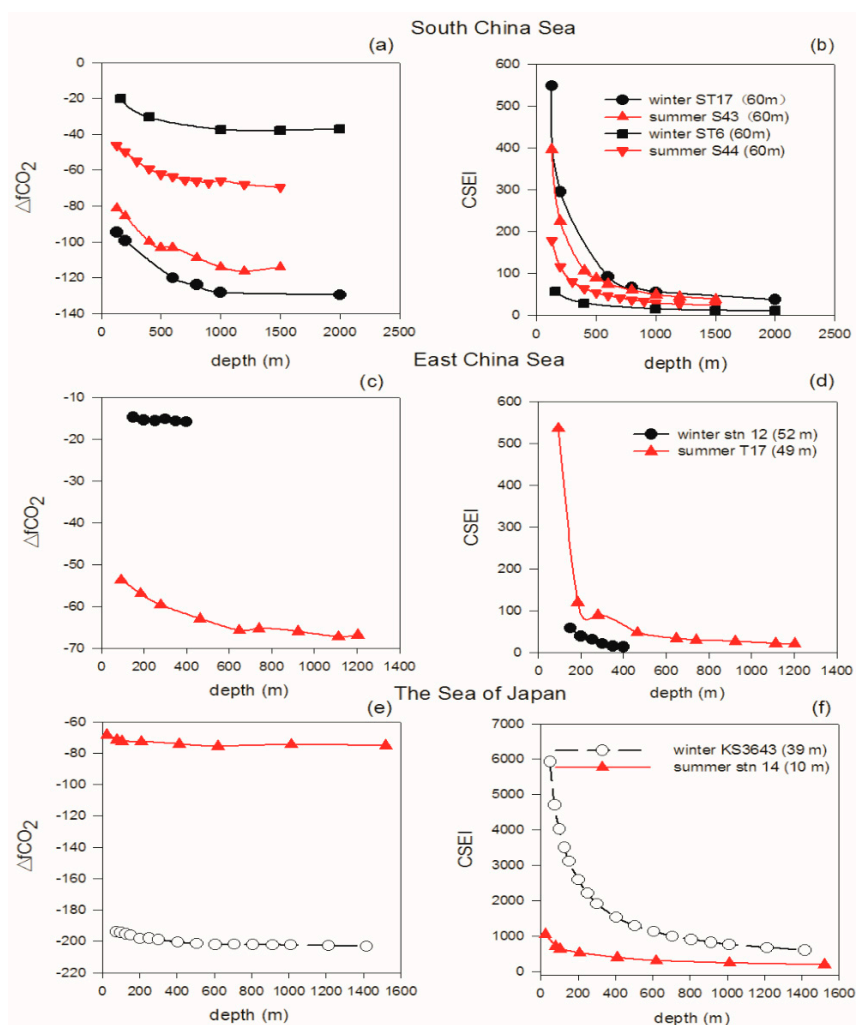 South China Sea
(a)
△fCO2
0
-20
-40
-60
-80
-100
-120
-140
0 500 1000 1500 2000 2500
depth (m)
(b)
CSEI
600
500
400
300
200
100
0
winter ST17 (60m)
summer S43 (60m)
winter ST6 (60m)
summer S44 (60m)
0 500 1000 1500 2000 2500
depth (m)
East China Sea
(c)
△fCO2
-10
-20
-30
-40
-50
-60
-70
0 200 400 600 800 1000 1200 1400
depth (m)
(d)
CSEI
600
500
400
300
200
100
0
winter stn 12 (52 m)
summer T17 (49 m)
0 200 400 600 800 1000 1200 1400
depth (m)
The Sea of Japan
(e)
△fCO2
-60
-80
-100
-120
-140
-160
-180
-200
-220
0 200 400 600 800 1000 1200 1400 1600
depth (m)
(f)
CSEI
7000
6000
5000
4000
3000
2000
1000
0
winter KS3643 (39 m)
summer stn 14 (10 m)
0 200 400 600 800 1000 1200 1400 1600
depth (m)